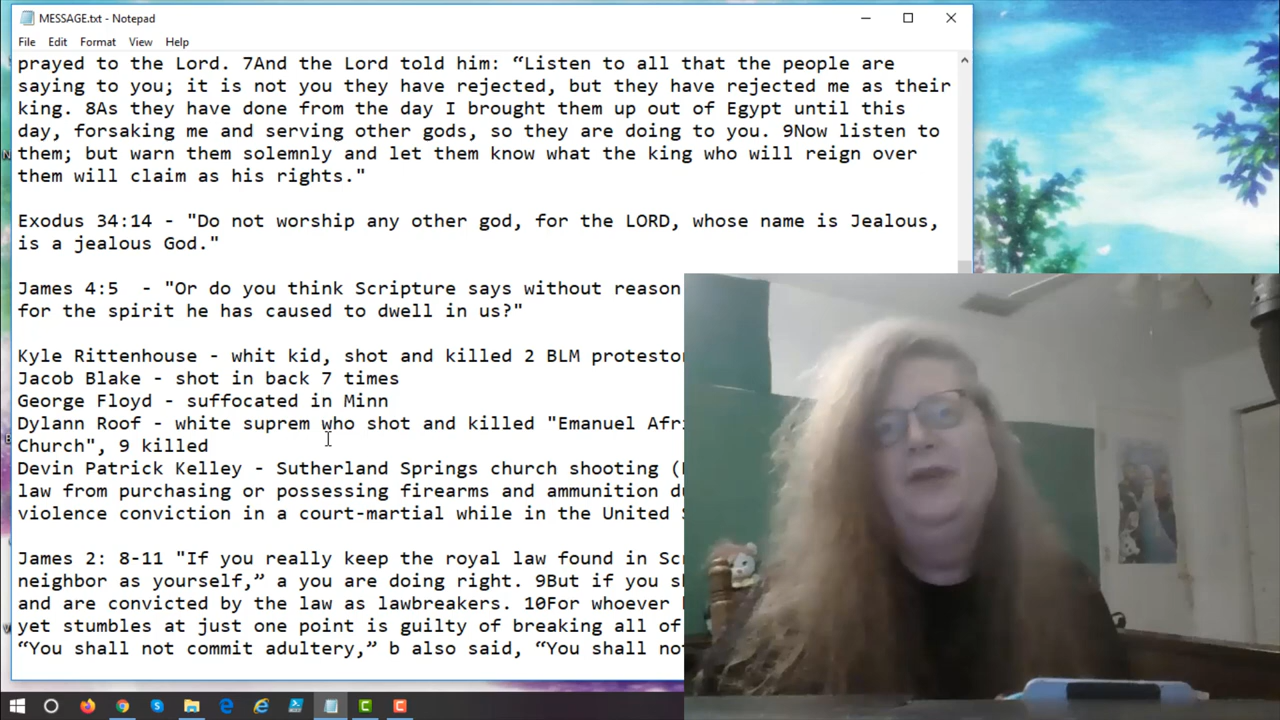 MESSAGE.txt - Notepad
File Edit Format View Help
prayed to the Lord. 7And the Lord told him: “Listen to all that the people are
saying to you; it is not you they have rejected, but they have rejected me as their
king. 8As they have done from the day I brought them up out of Egypt until this
day, forsaking me and serving other gods, so they are doing to you. 9Now listen to
them; but warn them solemnly and let them know what the king who will reign over
them will claim as his rights."
Exodus 34:14 - "Do not worship any other god, for the LORD, whose name is Jealous,
is a jealous God."
James 4:5  - "Or do you think Scripture says without reason
for the spirit he has caused to dwell in us?"
Kyle Rittenhouse - whit kid, shot and killed 2 BLM protesto
Jacob Blake - shot in back 7 times
George Floyd - suffocated in Minn
Dylann Roof - white suprem who shot and killed "Emanuel Afr
Church", 9 killed
Devin Patrick Kelley - Sutherland Springs church shooting (
law from purchasing or possessing firearms and ammunition d
violence conviction in a court-martial while in the United
James 2: 8-11 "If you really keep the royal law found in Sc
neighbor as yourself,” a you are doing right. 9But if you s
and are convicted by the law as lawbreakers. 10For whoever
yet stumbles at just one point is guilty of breaking all of
“You shall not commit adultery,” b also said, “You shall no